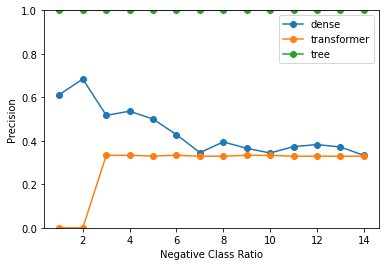 1.0
0.8
0.6
0.4
0.2
0.0
Precision
dense
transformer
tree
2 4 6 8 10 12 14
Negative Class Ratio